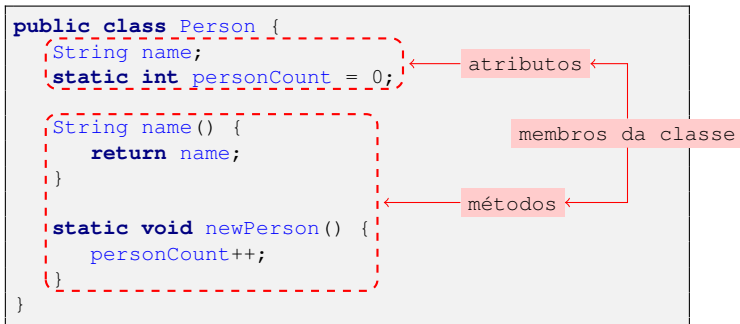 public class Person {
String name;
static int personCount = 0;
atributos
membros da classe
String name() {
return name;
}
métodos
static void newPerson() {
personCount++;
}
}